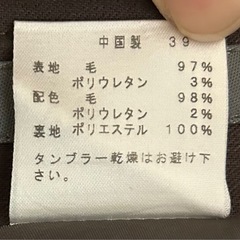 中国製 39
表地 毛 97%
ポリウレタン 3%
配色 毛 98%
ポリウレタン 2%
裏地 ポリエステル 100%
タンブラー乾燥はお避け下
さい。